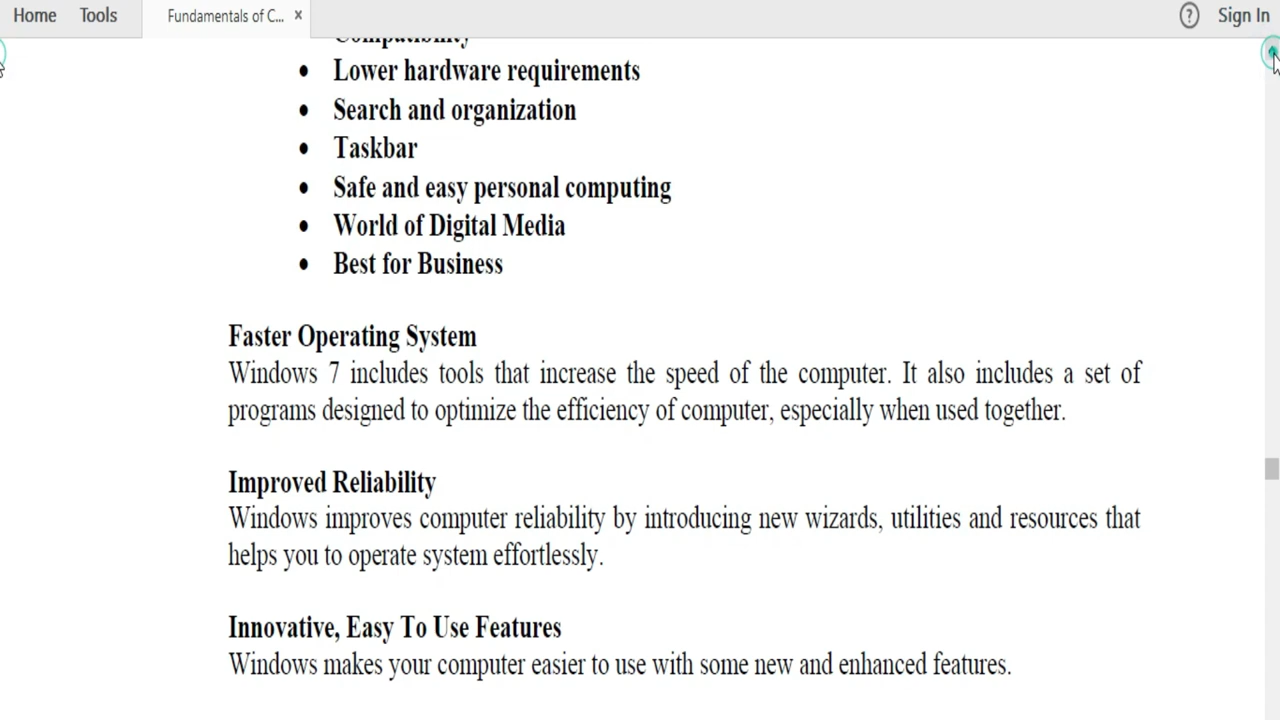 Home Tools Fundamentals of C... × ? Sign In
Compatibility
• Lower hardware requirements
• Search and organization
• Taskbar
• Safe and easy personal computing
• World of Digital Media
• Best for Business
Faster Operating System
Windows 7 includes tools that increase the speed of the computer. It also includes a set of
programs designed to optimize the efficiency of computer, especially when used together.
Improved Reliability
Windows improves computer reliability by introducing new wizards, utilities and resources that
helps you to operate system effortlessly.
Innovative, Easy To Use Features
Windows makes your computer easier to use with some new and enhanced features.